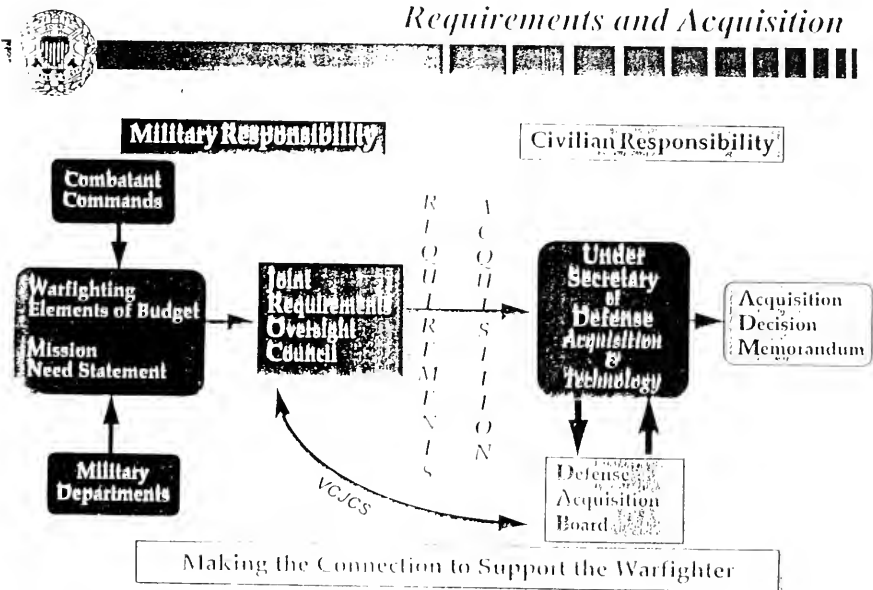 Requirements and Acquisition
Military Responsibility
Civilian Responsibility
Combatant
Commands
Warfighting
Elements of Budget
Mission
Need Statement
Military
Departments
Joint
Requirements
Oversight
Council
REQUIREMENTS
ACQUISITION
Under
Secretary
of
Defense
Acquisition
&
Technology
Acquisition
Decision
Memorandum
Defense
Acquisition
Board
VCJCS
Making the Connection to Support the Warfighter